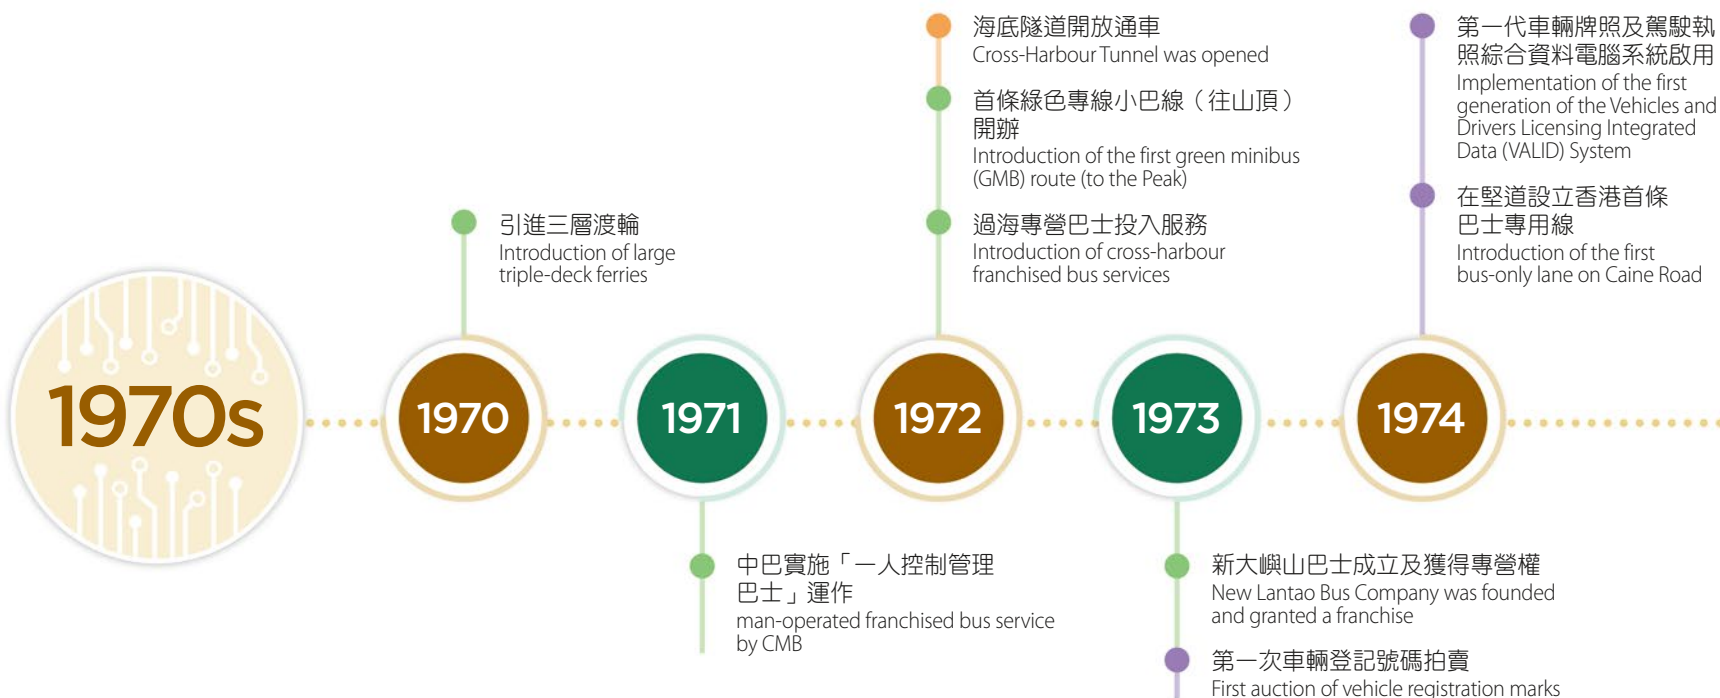 1970s
引進三層渡輪
Introduction of large
triple-deck ferries
1970
1971
中巴實施「一人控制管理
巴士」運作
man-operated franchised bus service
by CMB
海底隧道開放通車
Cross-Harbour Tunnel was opened
首條綠色專線小巴線（往山頂）
開辦
Introduction of the first green minibus
(GMB) route (to the Peak)
過海專營巴士投入服務
Introduction of cross-harbour
franchised bus services
1972
1973
新大嶼山巴士成立及獲得專營權
New Lantao Bus Company was founded
and granted a franchise
第一次車輛登記號碼拍賣
First auction of vehicle registration marks
第一代車輛牌照及駕駛執
照綜合資料電腦系統啟用
Implementation of the first
generation of the Vehicles and
Drivers Licensing Integrated
Data (VALID) System
在堅道設立香港首條
巴士專用線
Introduction of the first
bus-only lane on Caine Road
1974